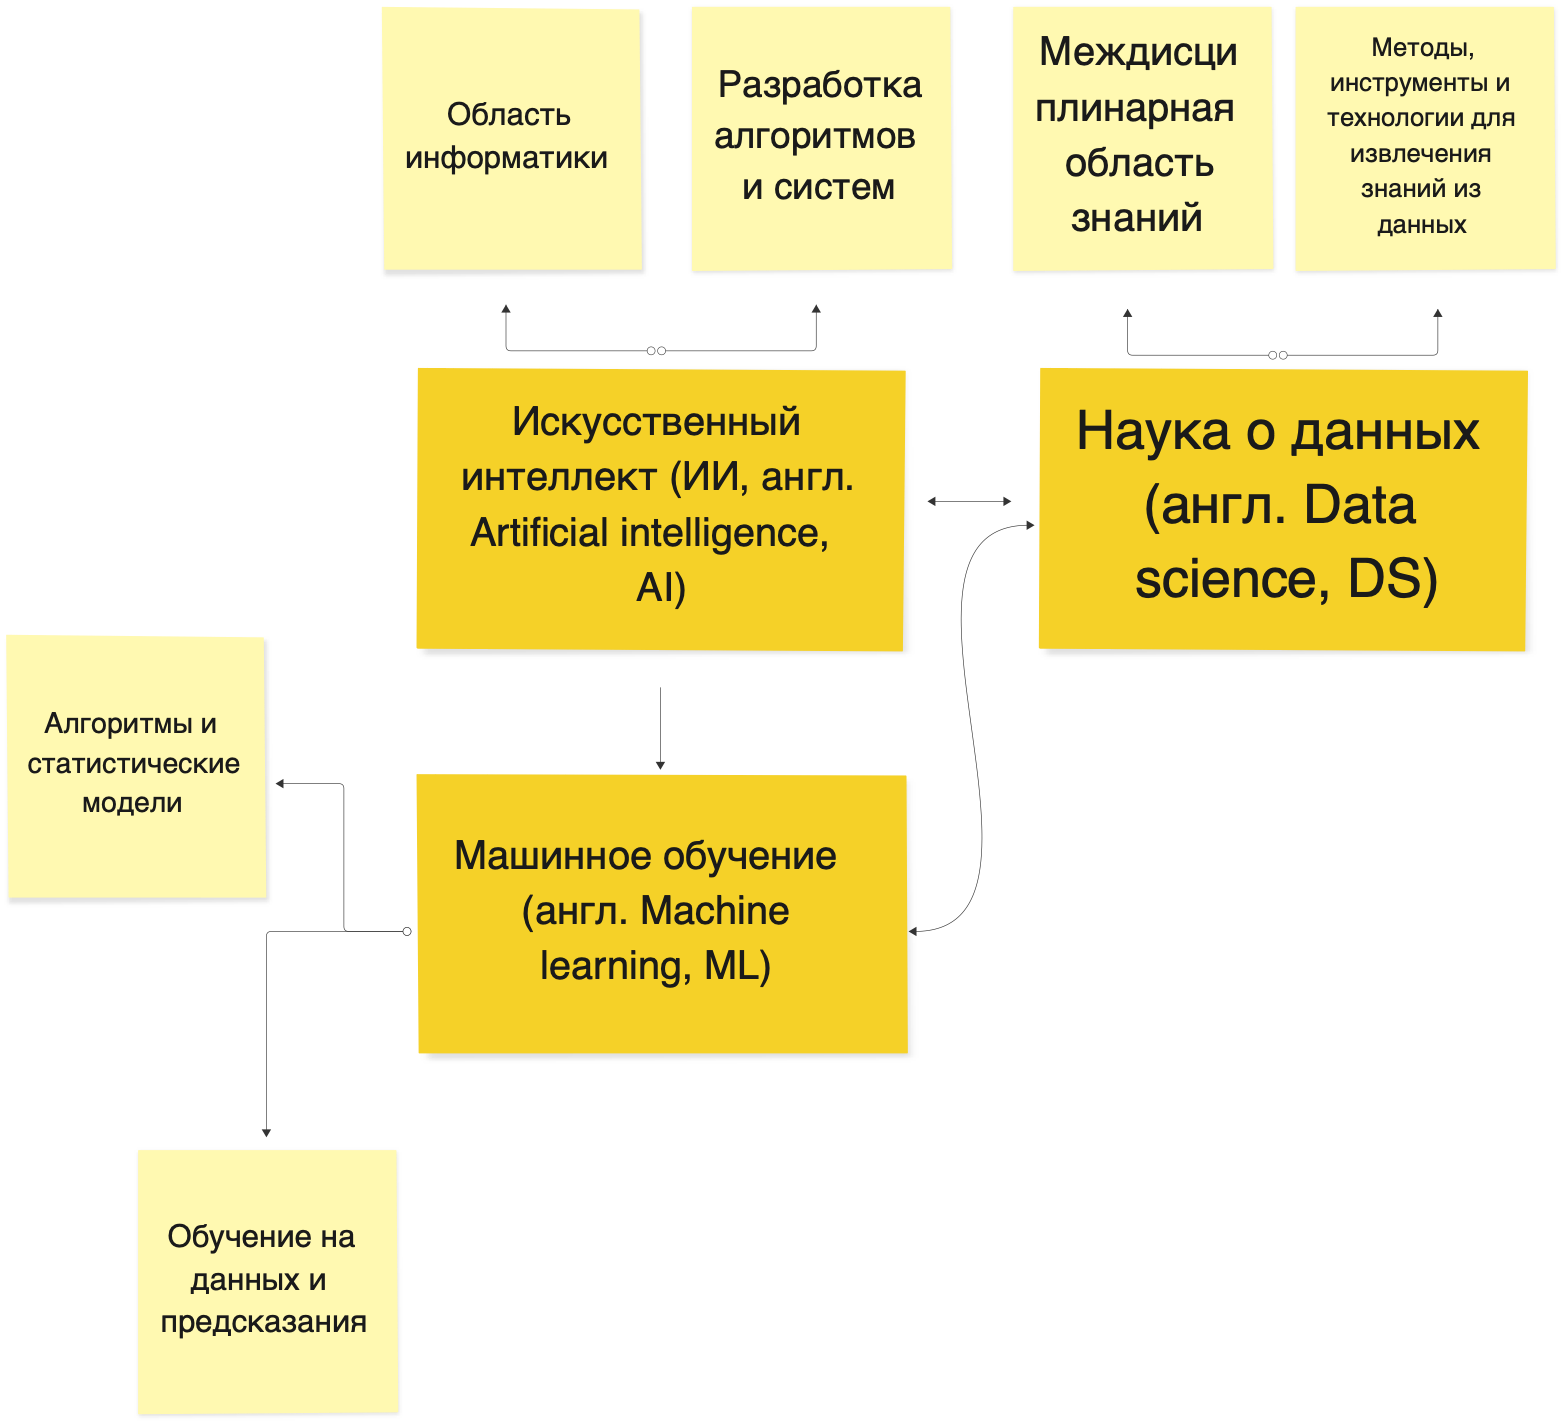 Область
информатики
Разработка
алгоритмов
и систем
Междисци
плинарная
область
знаний
Методы,
инструменты и
технологии для
извлечения
знаний из
данных
Искусственный
интеллект (ИИ, англ.
Artificial intelligence,
AI)
Наука о данных
(англ. Data
science, DS)
Алгоритмы и
статистические
модели
Машинное обучение
(англ. Machine
learning, ML)
Обучение на
данных и
предсказания